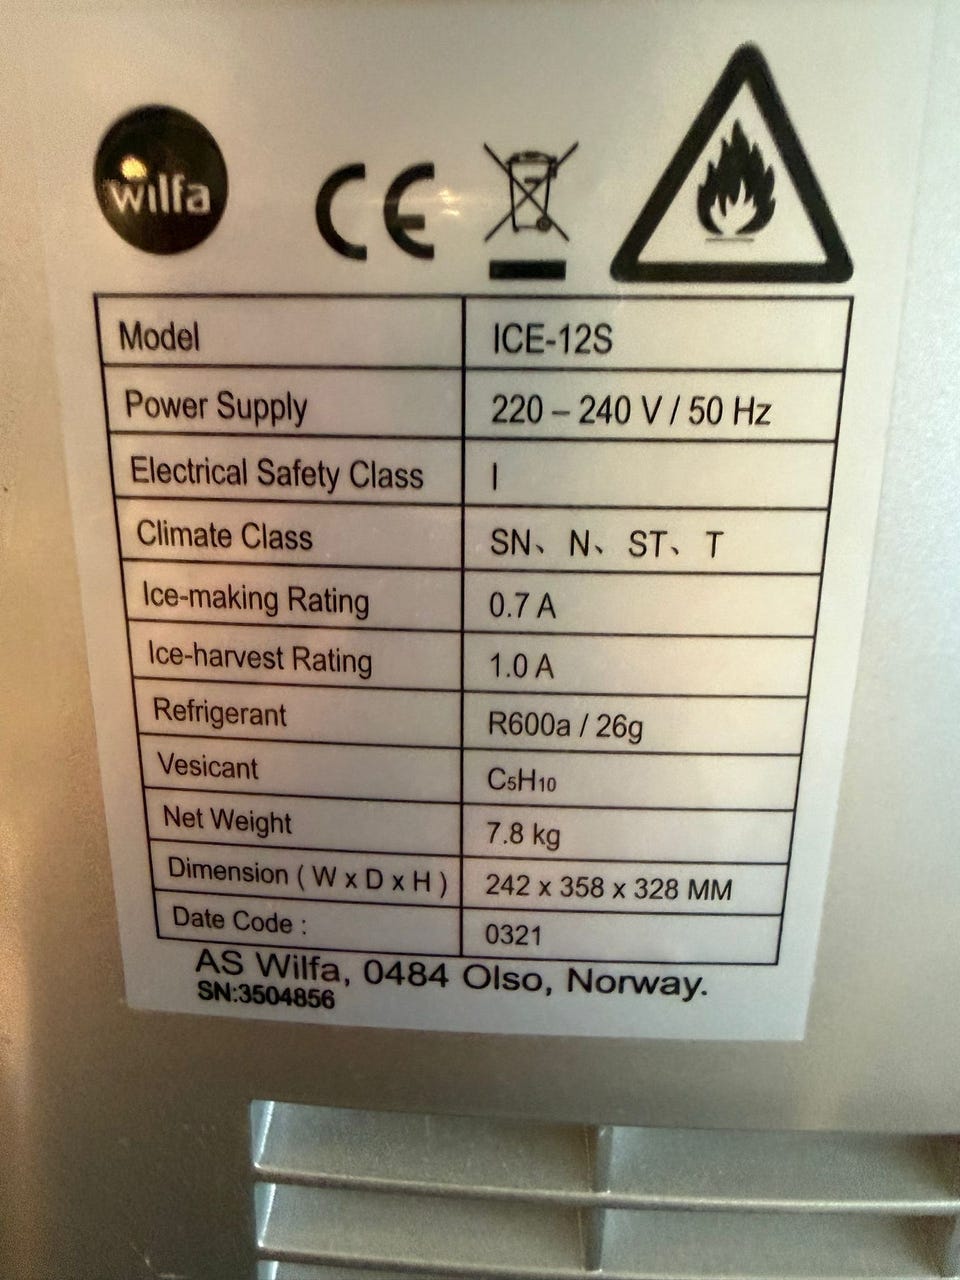 wilfa
CE
Model ICE-12S
Power Supply 220 – 240 V / 50 Hz
Electrical Safety Class I
Climate Class SN、 N、 ST、 T
Ice-making Rating 0.7 A
Ice-harvest Rating 1.0 A
Refrigerant R600a / 26g
Vesicant C₅H₁₀
Net Weight 7.8 kg
Dimension ( W x D x H ) 242 x 358 x 328 MM
Date Code : 0321
AS Wilfa, 0484 Olso, Norway.
SN:3504856